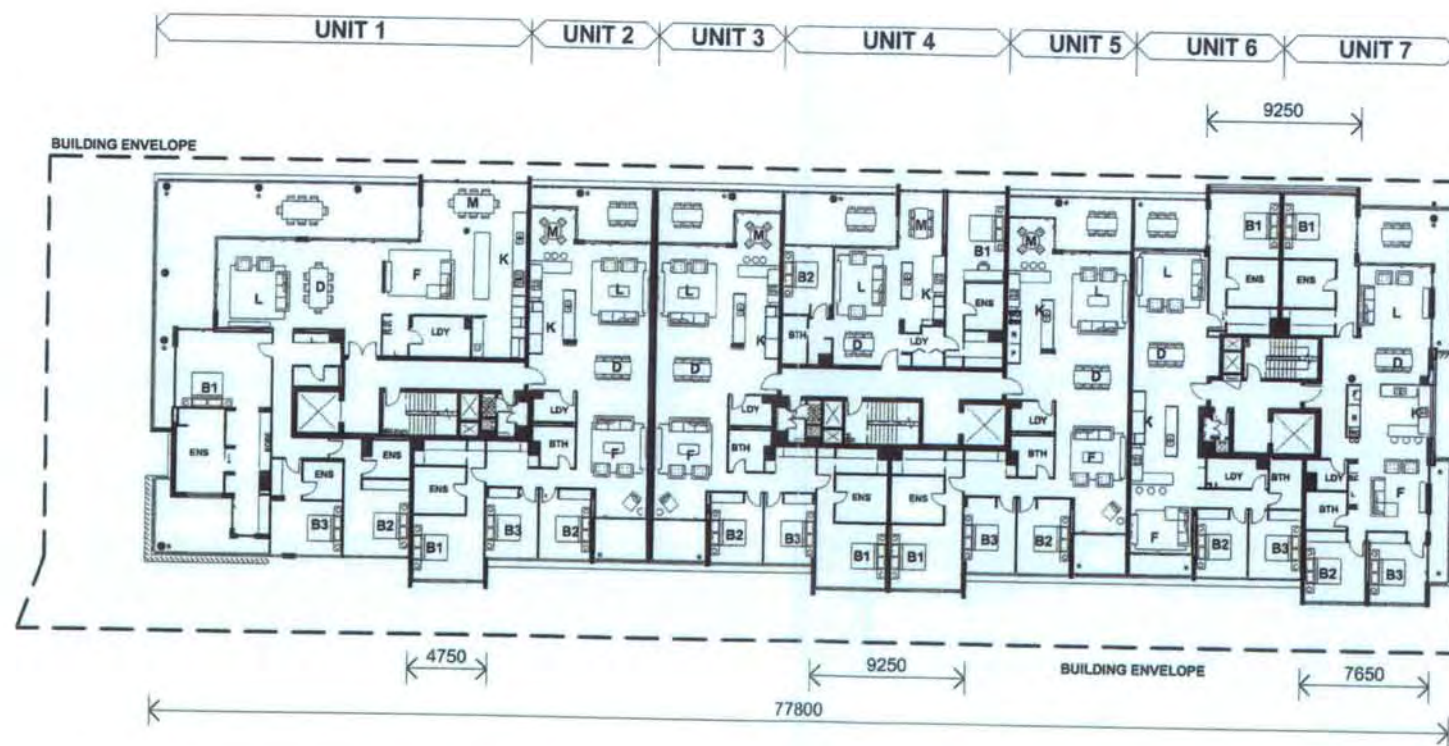 UNIT 1 UNIT 2 UNIT 3 UNIT 4 UNIT 5 UNIT 6 UNIT 7
9250
BUILDING ENVELOPE
M
M M M B1 M B1 B1
F K B2 L L
L D L L K L ENS ENS L
K ENS
LDY K K BTH D LDY K
D D D D D
B1 K
LDY LDY LDY K
ENS ENS ENS BTH F F BTH BTH F LDY BTH LDY F
ENS ENS ENS BTH
B3 B2 B1 B3 B2 B2 B3 B1 B1 B3 B2 F B2 B3 B2 B3
4750 9250 7650
BUILDING ENVELOPE
77800